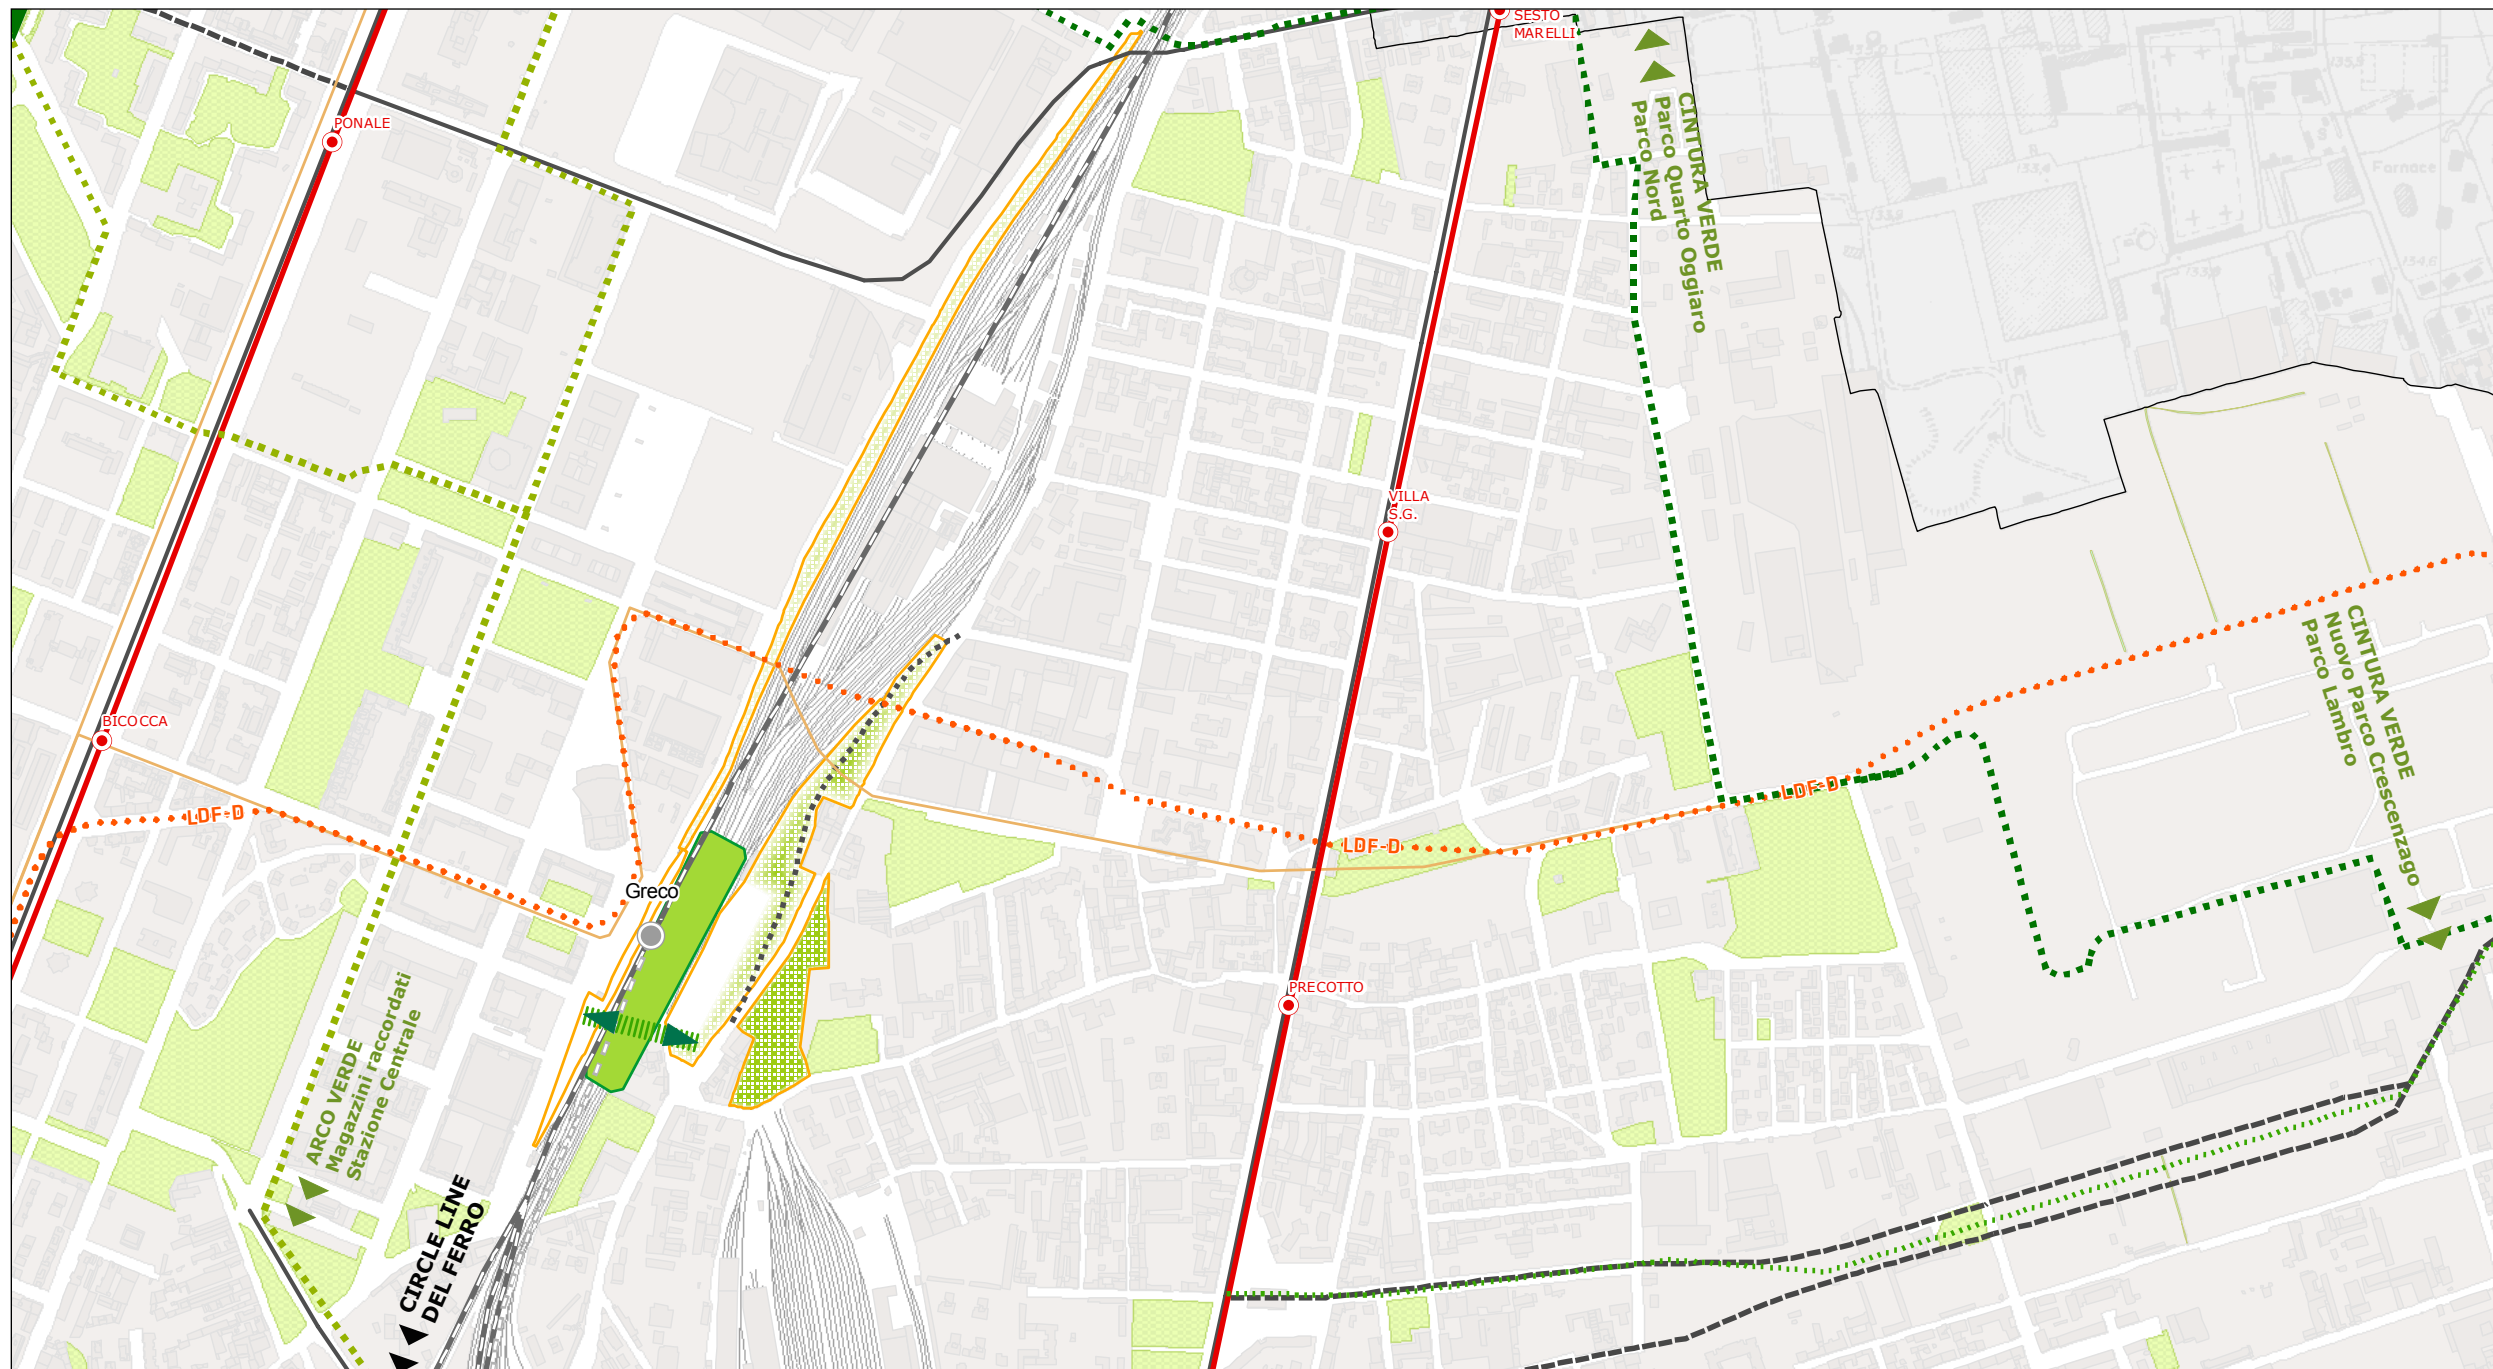 SESTO
MARELLI
PONALE
CINTURA VERDE
Parco Quarto Oggiaro
Parco Nord
VILLA
S.G.
CINTURA VERDE
Nuovo Parco Crescenzago
Parco Lambro
BICOCCA
LDF-D
LDF-D
LDF-D
Greco
PRECOTTO
ARCO VERDE
Magazzini raccordati
Stazione Centrale
CIRCLE LINE
DEL FERRO
Fornace